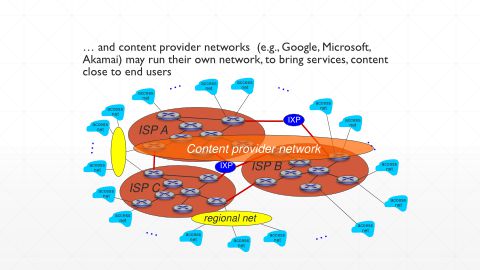 … and content provider networks (e.g., Google, Microsoft,
Akamai) may run their own network, to bring services, content
close to end users
access
net
access
net
access
net
access
net
access
net
access
net
access
net
IXP
ISP A
access
net
Content provider network
access
net
IXP
ISP B
access
net
ISP C
access
net
access
net
regional net
access
net
access
net
access
net
access
net
access
net